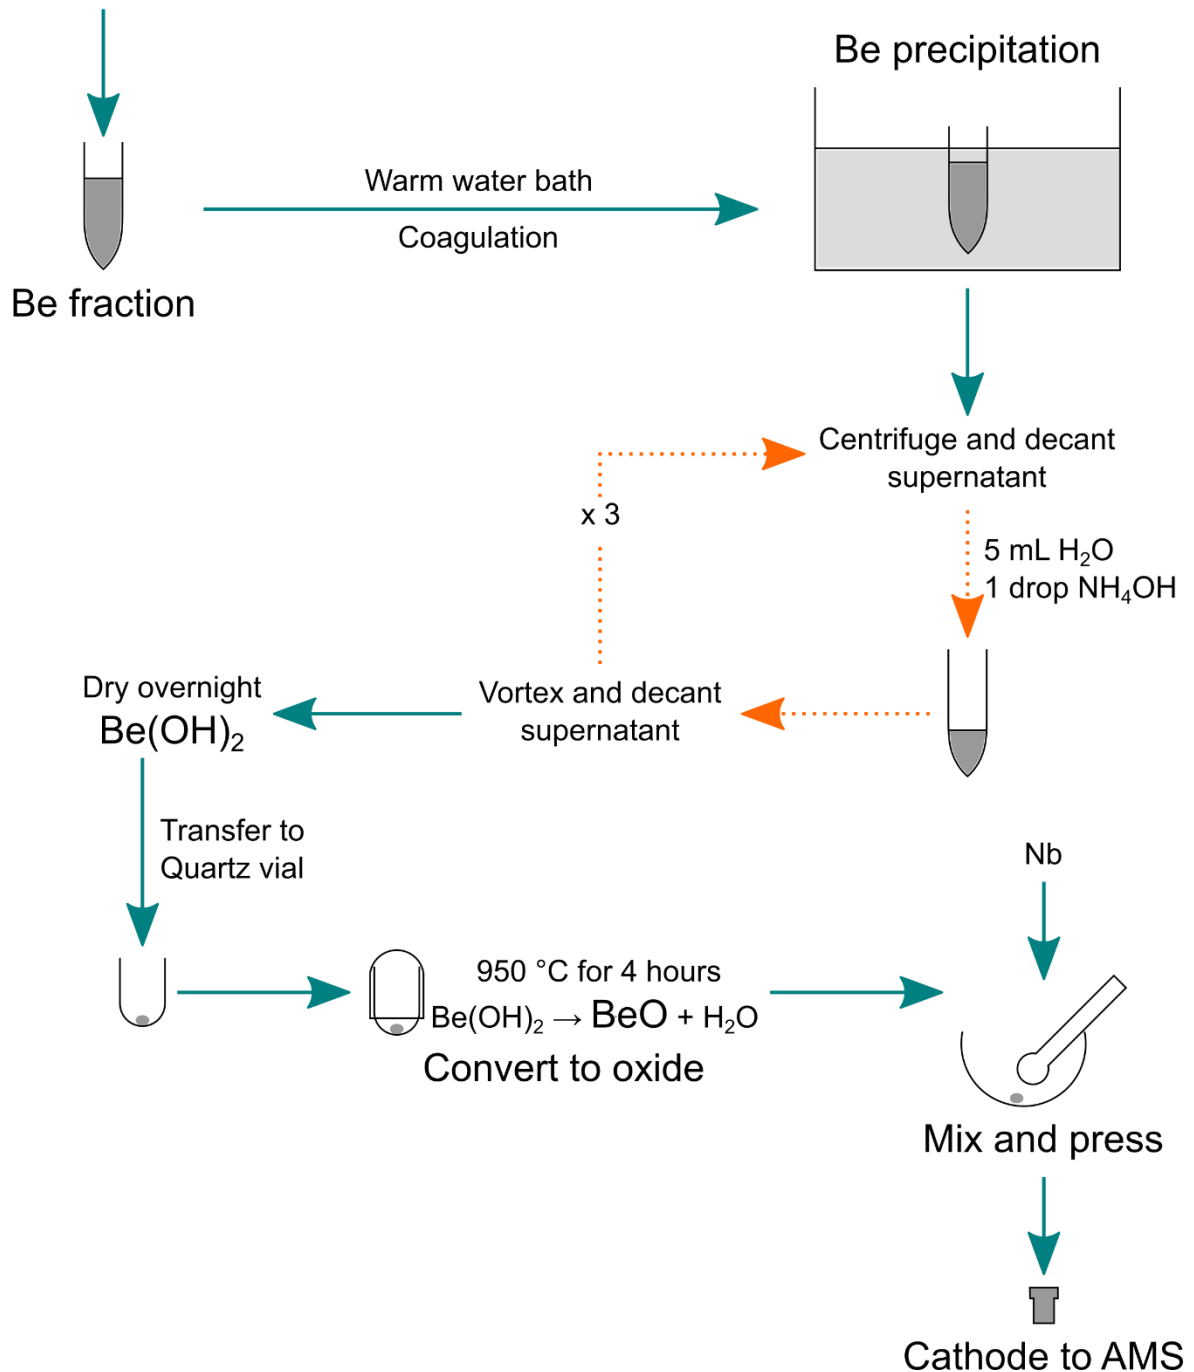 Be precipitation
Warm water bath
Coagulation
Be fraction
Centrifuge and decant
supernatant
x 3
5 mL H₂O
1 drop NH₄OH
Dry overnight
Be(OH)₂
Vortex and decant
supernatant
Transfer to
Quartz vial
Nb
950 °C for 4 hours
Be(OH)₂ → BeO + H₂O
Convert to oxide
Mix and press
Cathode to AMS